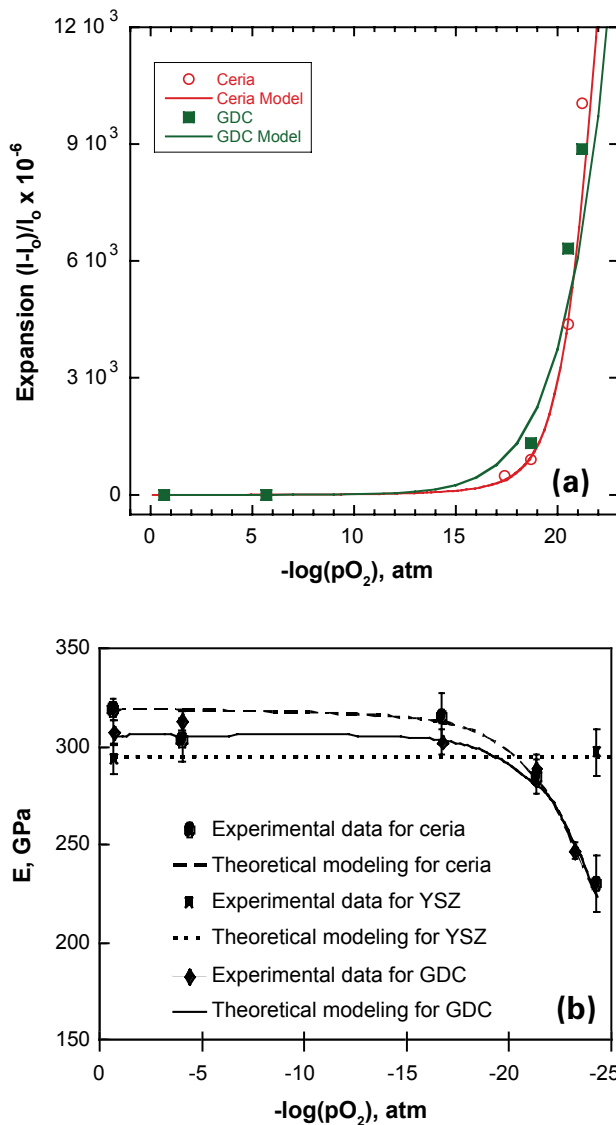 12 10³
9 10³
6 10³
3 10³
0
Expansion (l-lₒ)/lₒ x 10⁻⁶
Ceria
Ceria Model
GDC
GDC Model
(a)
0 5 10 15 20
-log(pO₂), atm
350
300
250
200
150
E, GPa
Experimental data for ceria
Theoretical modeling for ceria
Experimental data for YSZ
Theoretical modeling for YSZ
Experimental data for GDC
Theoretical modeling for GDC
(b)
0 -5 -10 -15 -20 -25
-log(pO₂), atm